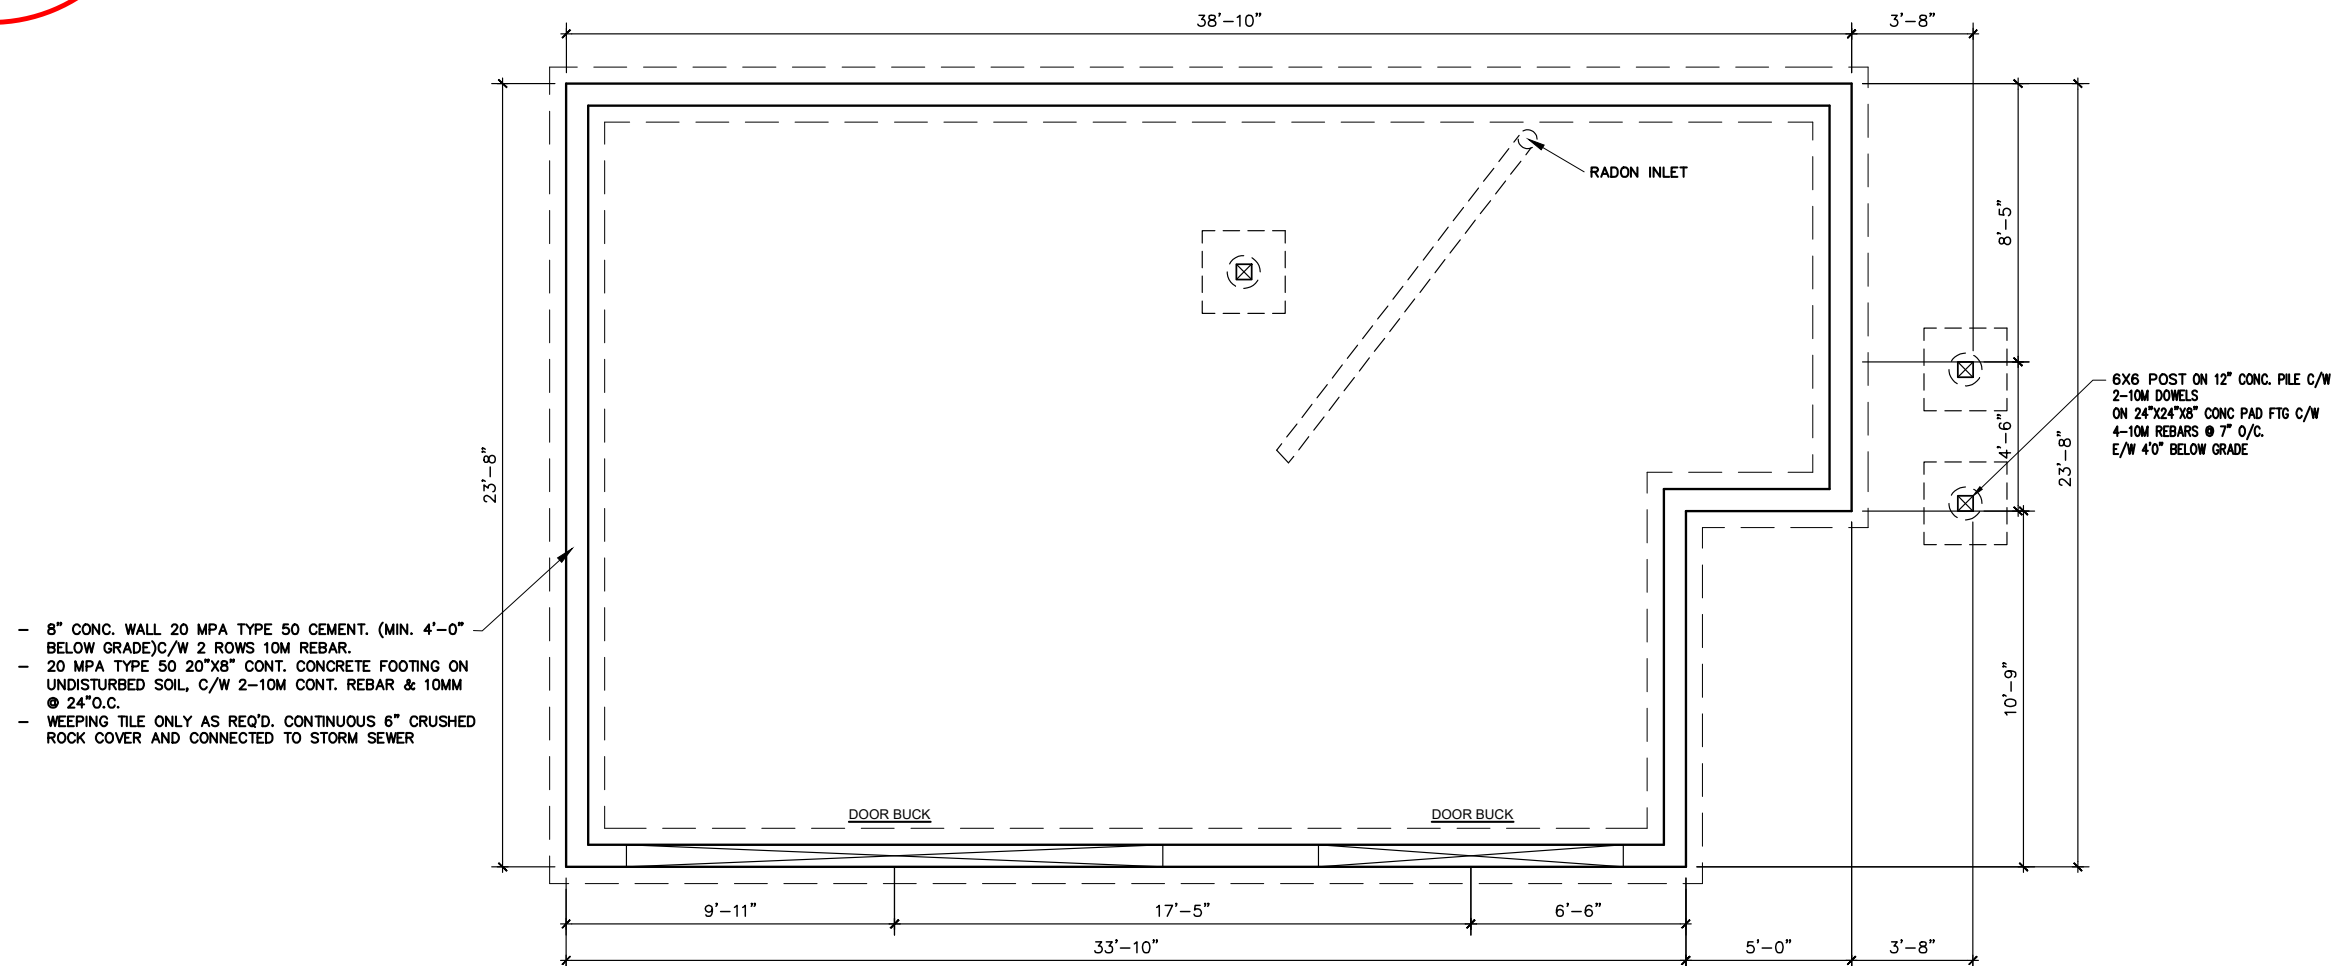 38'-10"
3'-8"
RADON INLET
8'-5"
4'-6"
23'-8"
23'-8"
10'-9"
6X6 POST ON 12" CONC. PILE C/W
2-10M DOWELS
ON 24"X24"X8" CONC PAD FTG C/W
4-10M REBARS @ 7" O/C.
E/W 4'0" BELOW GRADE
- 8" CONC. WALL 20 MPA TYPE 50 CEMENT. (MIN. 4'-0"
BELOW GRADE)C/W 2 ROWS 10M REBAR.
- 20 MPA TYPE 50 20"X8" CONT. CONCRETE FOOTING ON
UNDISTURBED SOIL, C/W 2-10M CONT. REBAR & 10MM
@ 24"O.C.
- WEEPING TILE ONLY AS REQ'D. CONTINUOUS 6" CRUSHED
ROCK COVER AND CONNECTED TO STORM SEWER
DOOR BUCK
DOOR BUCK
9'-11"
17'-5"
6'-6"
33'-10"
5'-0"
3'-8"